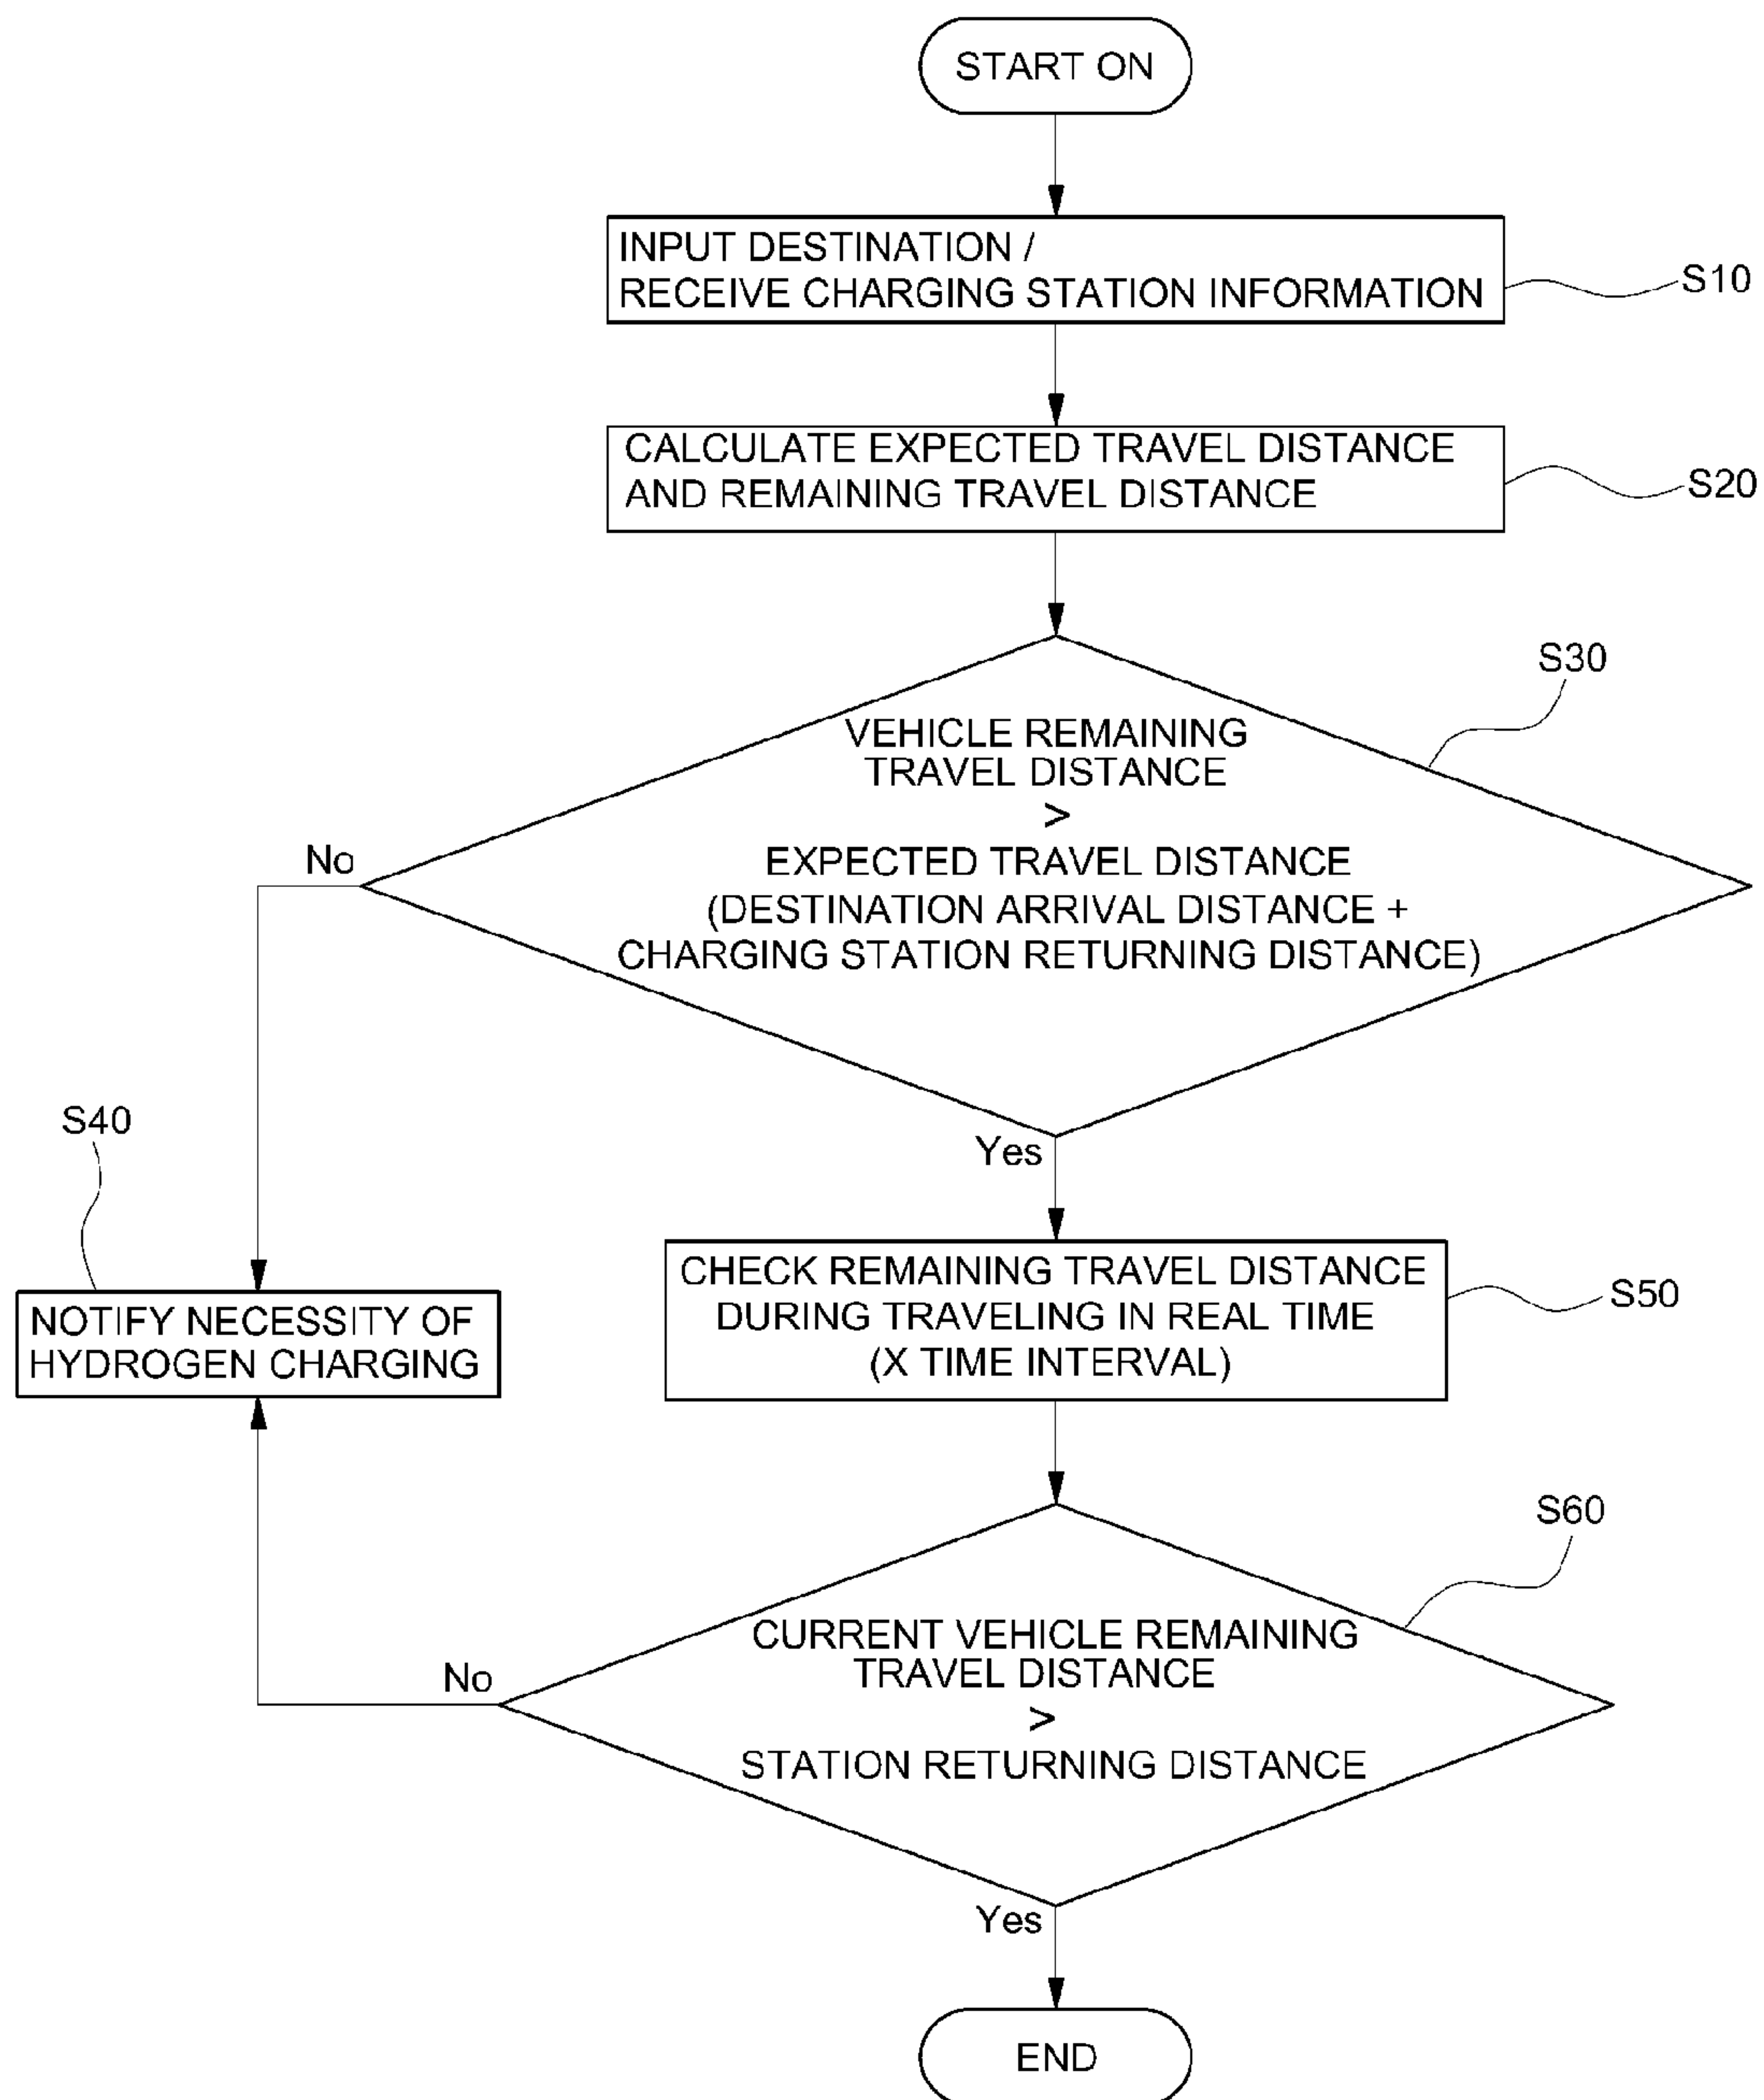 START ON
INPUT DESTINATION /
RECEIVE CHARGING STATION INFORMATION
S10
CALCULATE EXPECTED TRAVEL DISTANCE
AND REMAINING TRAVEL DISTANCE
S20
S30
VEHICLE REMAINING
TRAVEL DISTANCE
>
EXPECTED TRAVEL DISTANCE
(DESTINATION ARRIVAL DISTANCE +
CHARGING STATION RETURNING DISTANCE)
No
Yes
S40
NOTIFY NECESSITY OF
HYDROGEN CHARGING
CHECK REMAINING TRAVEL DISTANCE
DURING TRAVELING IN REAL TIME
(X TIME INTERVAL)
S50
S60
CURRENT VEHICLE REMAINING
TRAVEL DISTANCE
>
STATION RETURNING DISTANCE
No
Yes
END